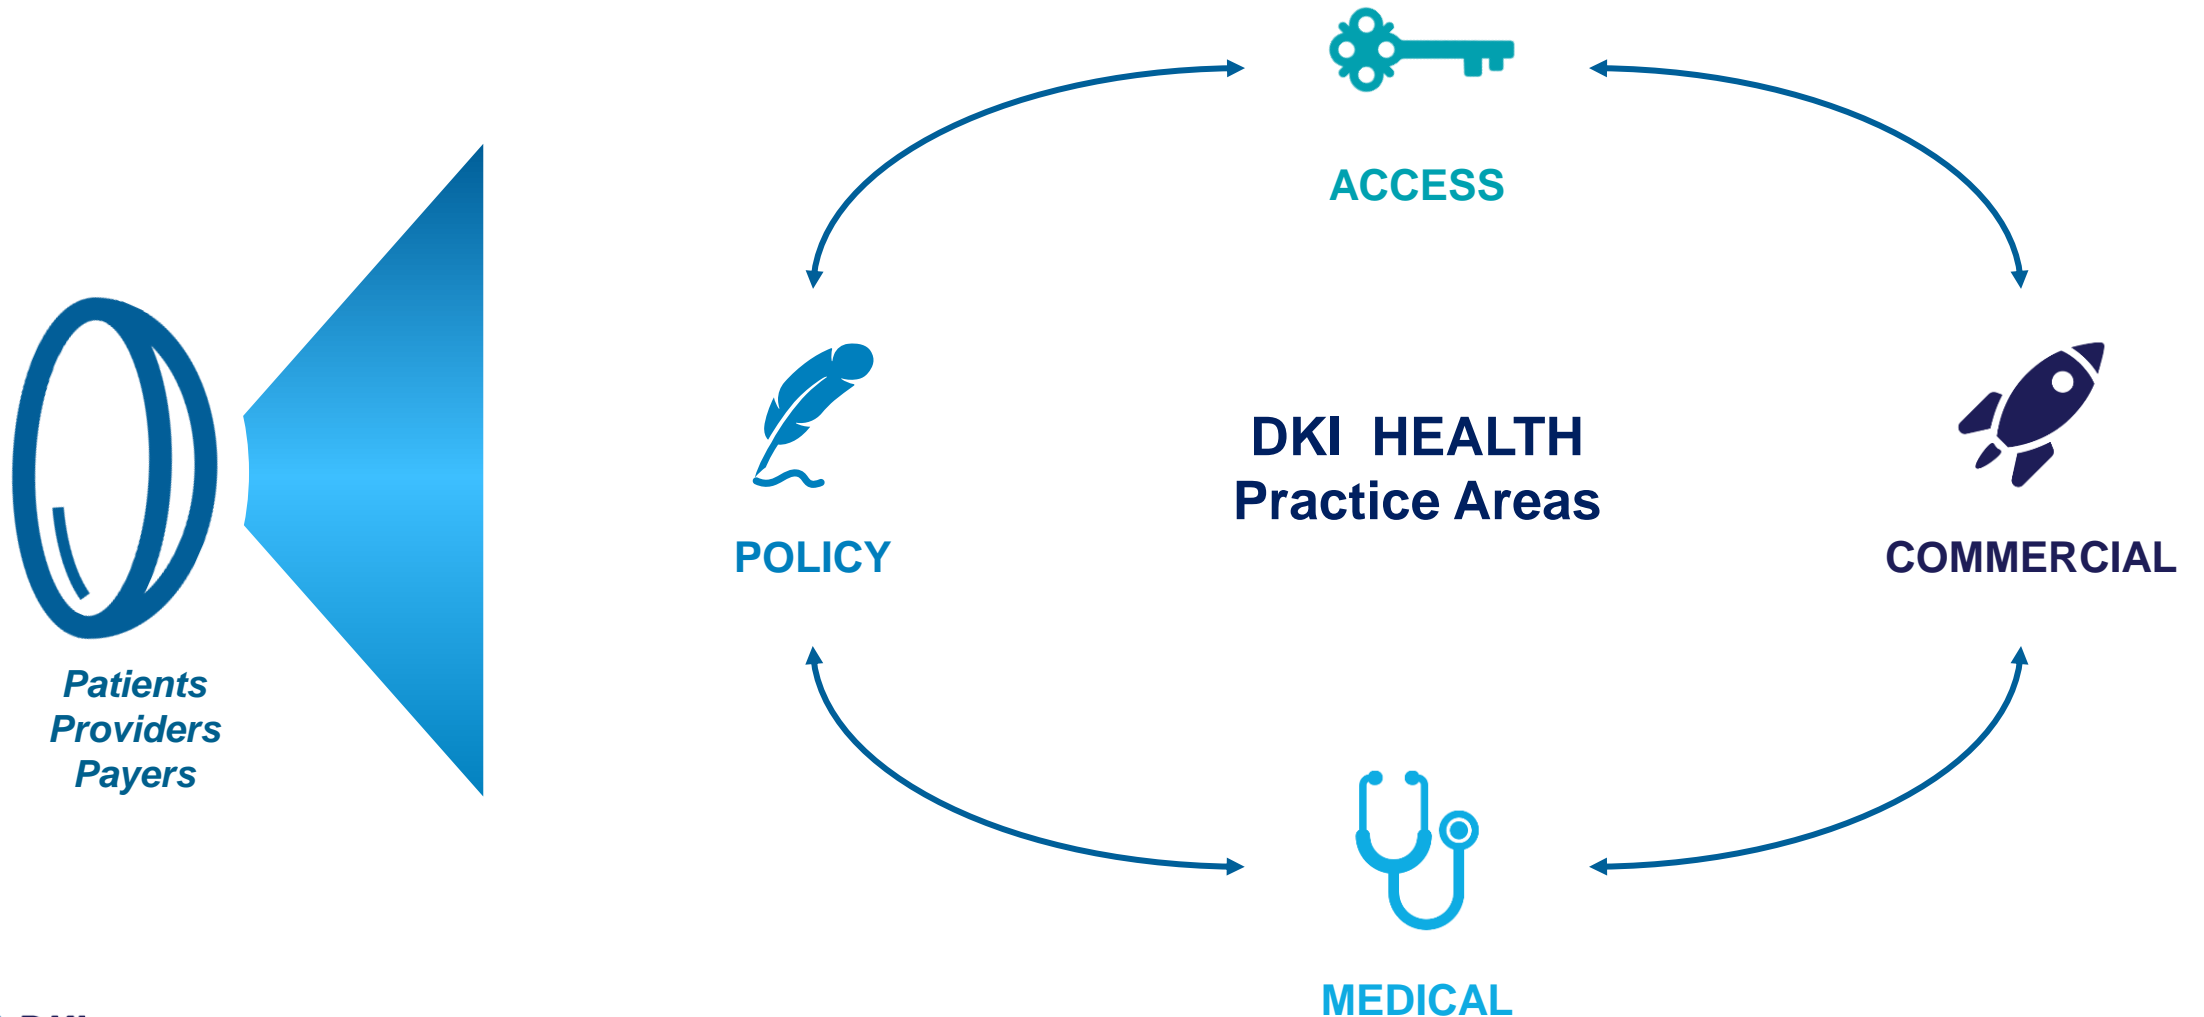 ACCESS
DKI HEALTH
Practice Areas
POLICY
COMMERCIAL
Patients
Providers
Payers
MEDICAL